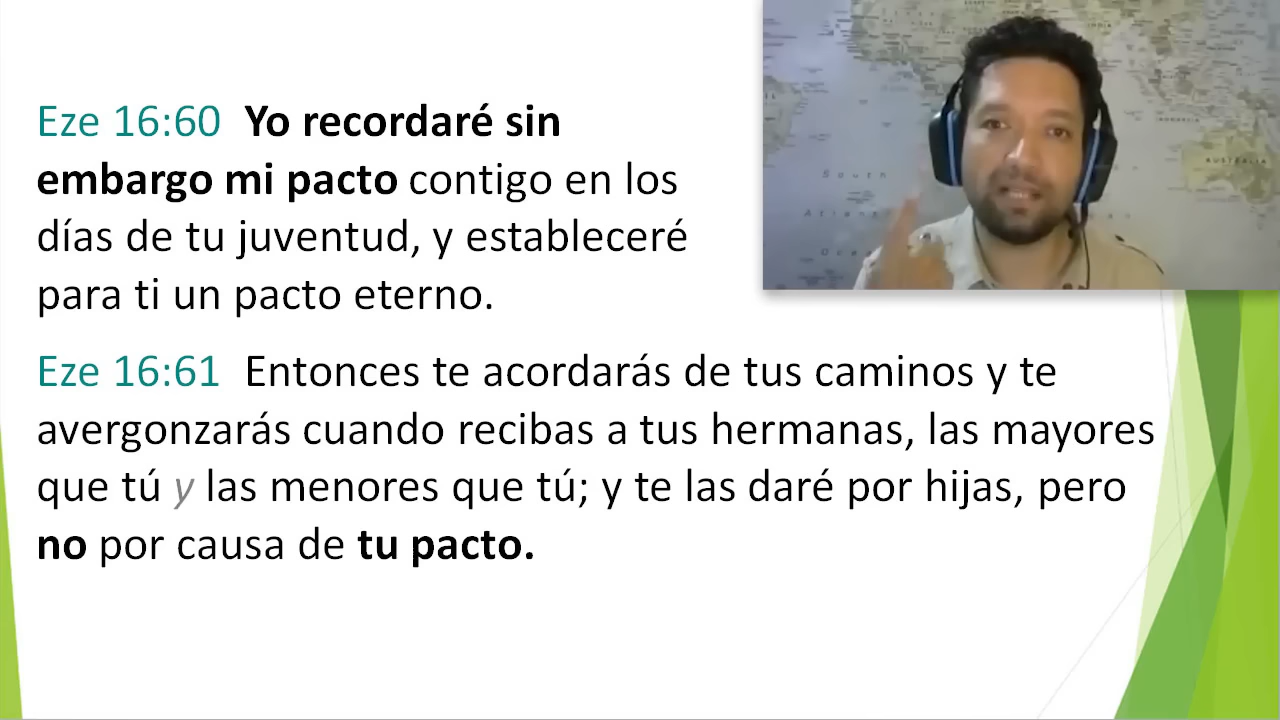 Eze 16:60 Yo recordaré sin
embargo mi pacto contigo en los
días de tu juventud, y estableceré
para ti un pacto eterno.
Eze 16:61 Entonces te acordarás de tus caminos y te
avergonzarás cuando recibas a tus hermanas, las mayores
que tú y las menores que tú; y te las daré por hijas, pero
no por causa de tu pacto.
AUSTRALIA
South